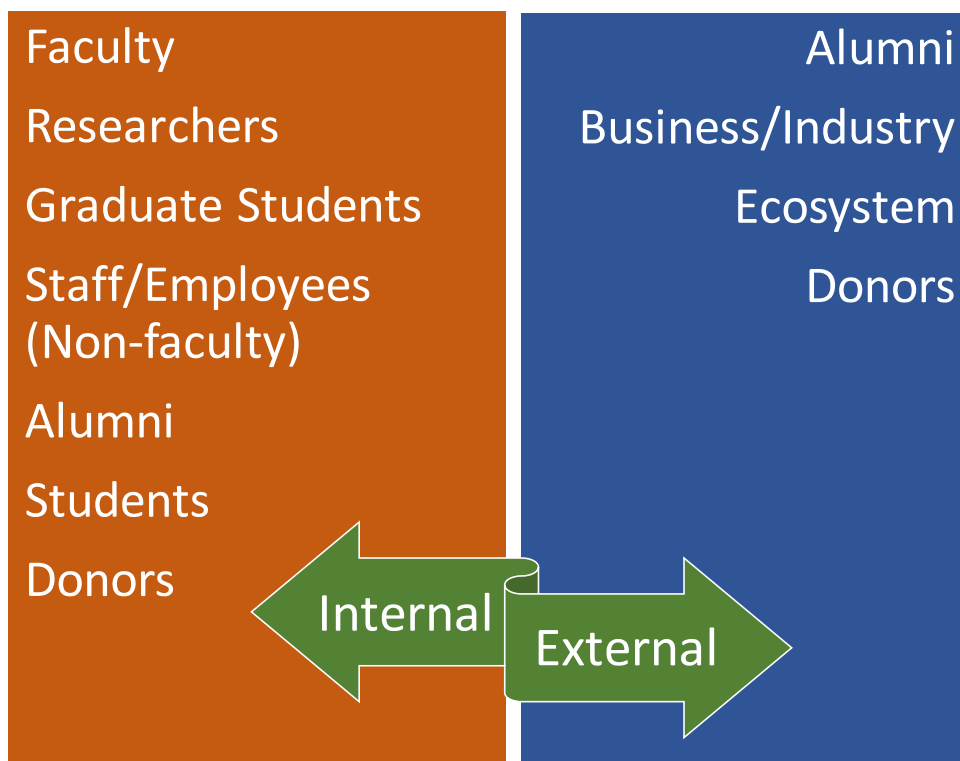 Faculty
Researchers
Graduate Students
Staff/Employees
(Non-faculty)
Alumni
Students
Donors
Internal
Alumni
Business/Industry
Ecosystem
Donors
External